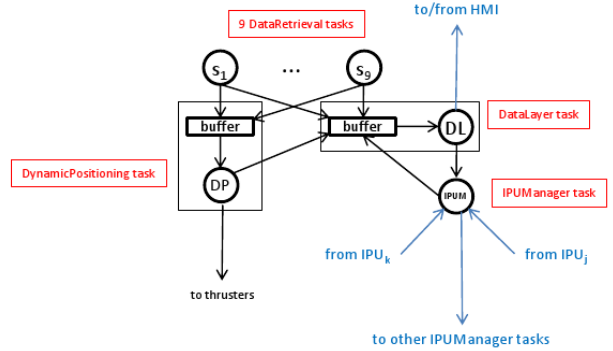 to/from HMI
9 DataRetrieval tasks
S1
...
S9
DataLayer task
buffer
buffer
DL
DynamicPositioning task
DP
IPUM
IPUManager task
from IPUk
from IPUj
to thrusters
to other IPUManager tasks